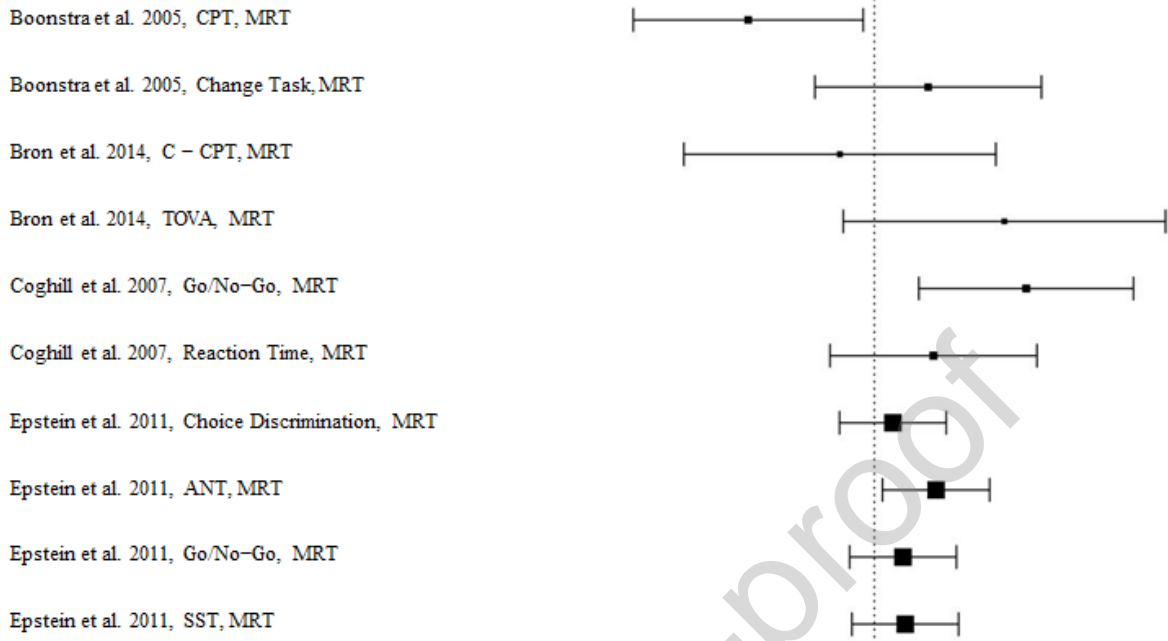 Boonstra et al. 2005, CPT, MRT
Boonstra et al. 2005, Change Task, MRT
Bron et al. 2014, C − CPT, MRT
Bron et al. 2014, TOVA, MRT
Coghill et al. 2007, Go/No−Go, MRT
Coghill et al. 2007, Reaction Time, MRT
Epstein et al. 2011, Choice Discrimination, MRT
Epstein et al. 2011, ANT, MRT
Epstein et al. 2011, Go/No−Go, MRT
Epstein et al. 2011, SST, MRT
proof